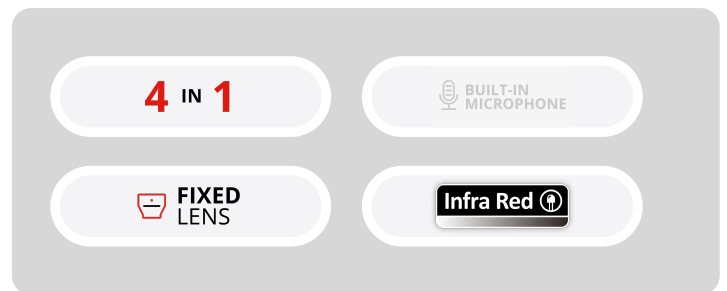 4 IN 1
BUILT-IN
MICROPHONE
FIXED
LENS
Infra Red